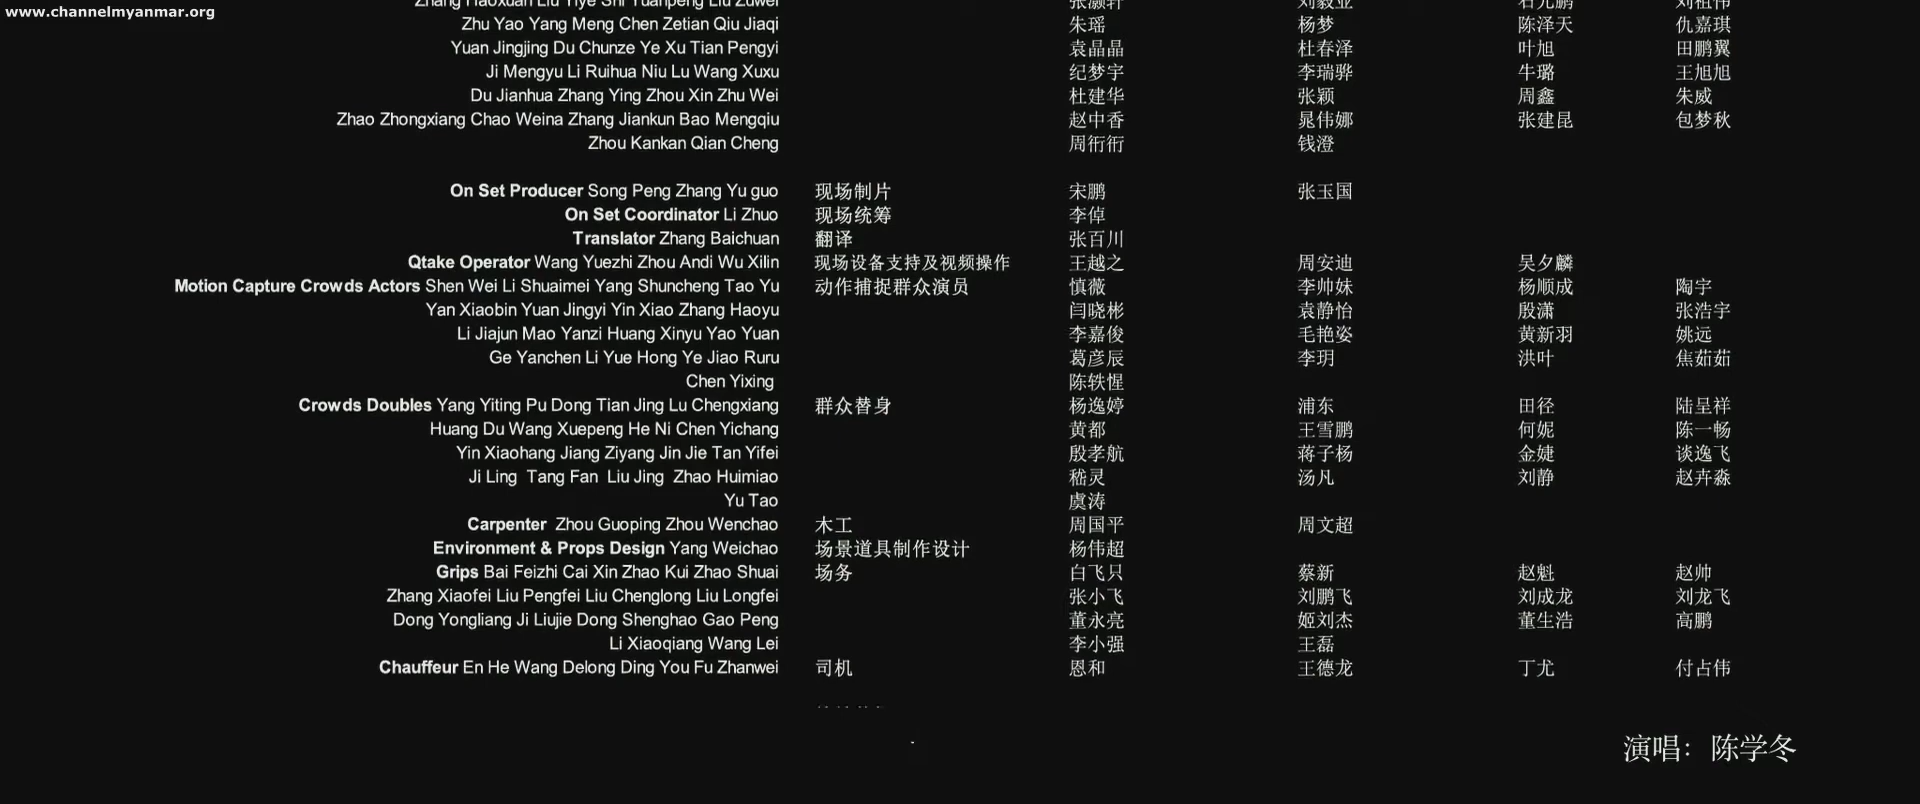 www.channelmyanmar.org
Zhu Yao Yang Meng Chen Zetian Qiu Jiaqi 朱瑶 杨梦 陈泽天 仇嘉琪
Yuan Jingjing Du Chunze Ye Xu Tian Pengyi 袁晶晶 杜春泽 叶旭 田鹏翼
Ji Mengyu Li Ruihua Niu Lu Wang Xuxu 纪梦宇 李瑞骅 牛璐 王旭旭
Du Jianhua Zhang Ying Zhou Xin Zhu Wei 杜建华 张颖 周鑫 朱威
Zhao Zhongxiang Chao Weina Zhang Jiankun Bao Mengqiu 赵中香 晁伟娜 张建昆 包梦秋
Zhou Kankan Qian Cheng 周衎衎 钱澄
On Set Producer Song Peng Zhang Yu guo 现场制片 宋鹏 张玉国
On Set Coordinator Li Zhuo 现场统筹 李倬
Translator Zhang Baichuan 翻译 张百川
Qtake Operator Wang Yuezhi Zhou Andi Wu Xilin 现场设备支持及视频操作 王越之 周安迪 吴夕麟
Motion Capture Crowds Actors Shen Wei Li Shuaimei Yang Shuncheng Tao Yu 动作捕捉群众演员 慎薇 李帅妹 杨顺成 陶宇
Yan Xiaobin Yuan Jingyi Yin Xiao Zhang Haoyu 闫晓彬 袁静怡 殷潇 张浩宇
Li Jiajun Mao Yanzi Huang Xinyu Yao Yuan 李嘉俊 毛艳姿 黄新羽 姚远
Ge Yanchen Li Yue Hong Ye Jiao Ruru 葛彦辰 李玥 洪叶 焦茹茹
Chen Yixing 陈轶惺
Crowds Doubles Yang Yiting Pu Dong Tian Jing Lu Chengxiang 群众替身 杨逸婷 浦东 田径 陆呈祥
Huang Du Wang Xuepeng He Ni Chen Yichang 黄都 王雪鹏 何妮 陈一畅
Yin Xiaohang Jiang Ziyang Jin Jie Tan Yifei 殷孝航 蒋子杨 金婕 谈逸飞
Ji Ling Tang Fan Liu Jing Zhao Huimiao 嵇灵 汤凡 刘静 赵卉淼
Yu Tao 虞涛
Carpenter Zhou Guoping Zhou Wenchao 木工 周国平 周文超
Environment & Props Design Yang Weichao 场景道具制作设计 杨伟超
Grips Bai Feizhi Cai Xin Zhao Kui Zhao Shuai 场务 白飞只 蔡新 赵魁 赵帅
Zhang Xiaofei Liu Pengfei Liu Chenglong Liu Longfei 张小飞 刘鹏飞 刘成龙 刘龙飞
Dong Yongliang Ji Liujie Dong Shenghao Gao Peng 董永亮 姬刘杰 董生浩 高鹏
Li Xiaoqiang Wang Lei 李小强 王磊
Chauffeur En He Wang Delong Ding You Fu Zhanwei 司机 恩和 王德龙 丁尤 付占伟
演唱：陈学冬